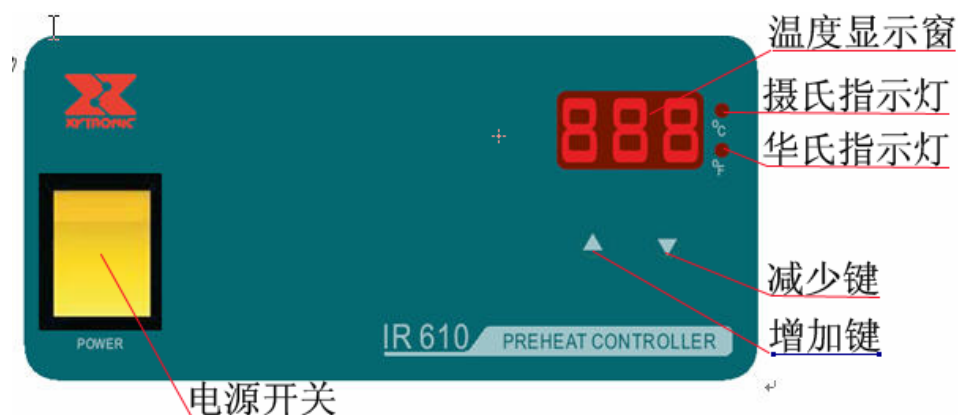 温度显示窗
摄氏指示灯
华氏指示灯
XYTRONIC
888
°C
°F
减少键
增加键
POWER
IR 610 PREHEAT CONTROLLER
电源开关